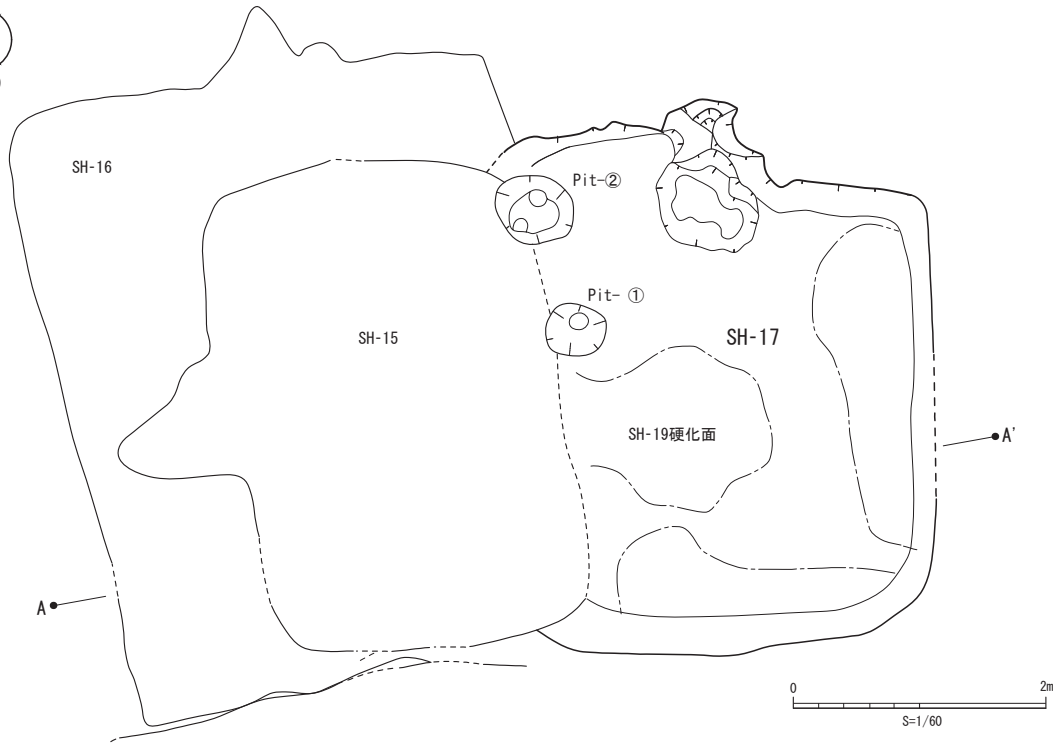 SH-16
Pit-②
Pit- ①
SH-15
SH-17
SH-19硬化面
A'
A
0
2m
S=1/60